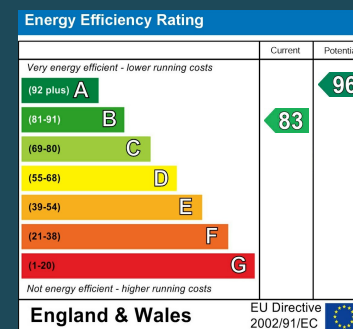 Energy Efficiency Rating
Current
Very energy efficient - lower running costs
(92 plus) A
96
(81-91) B
83
(69-80) C
(55-68) D
(39-54) E
(21-38) F
(1-20) G
Not energy efficient - higher running costs
England & Wales
EU Directive
2002/91/EC